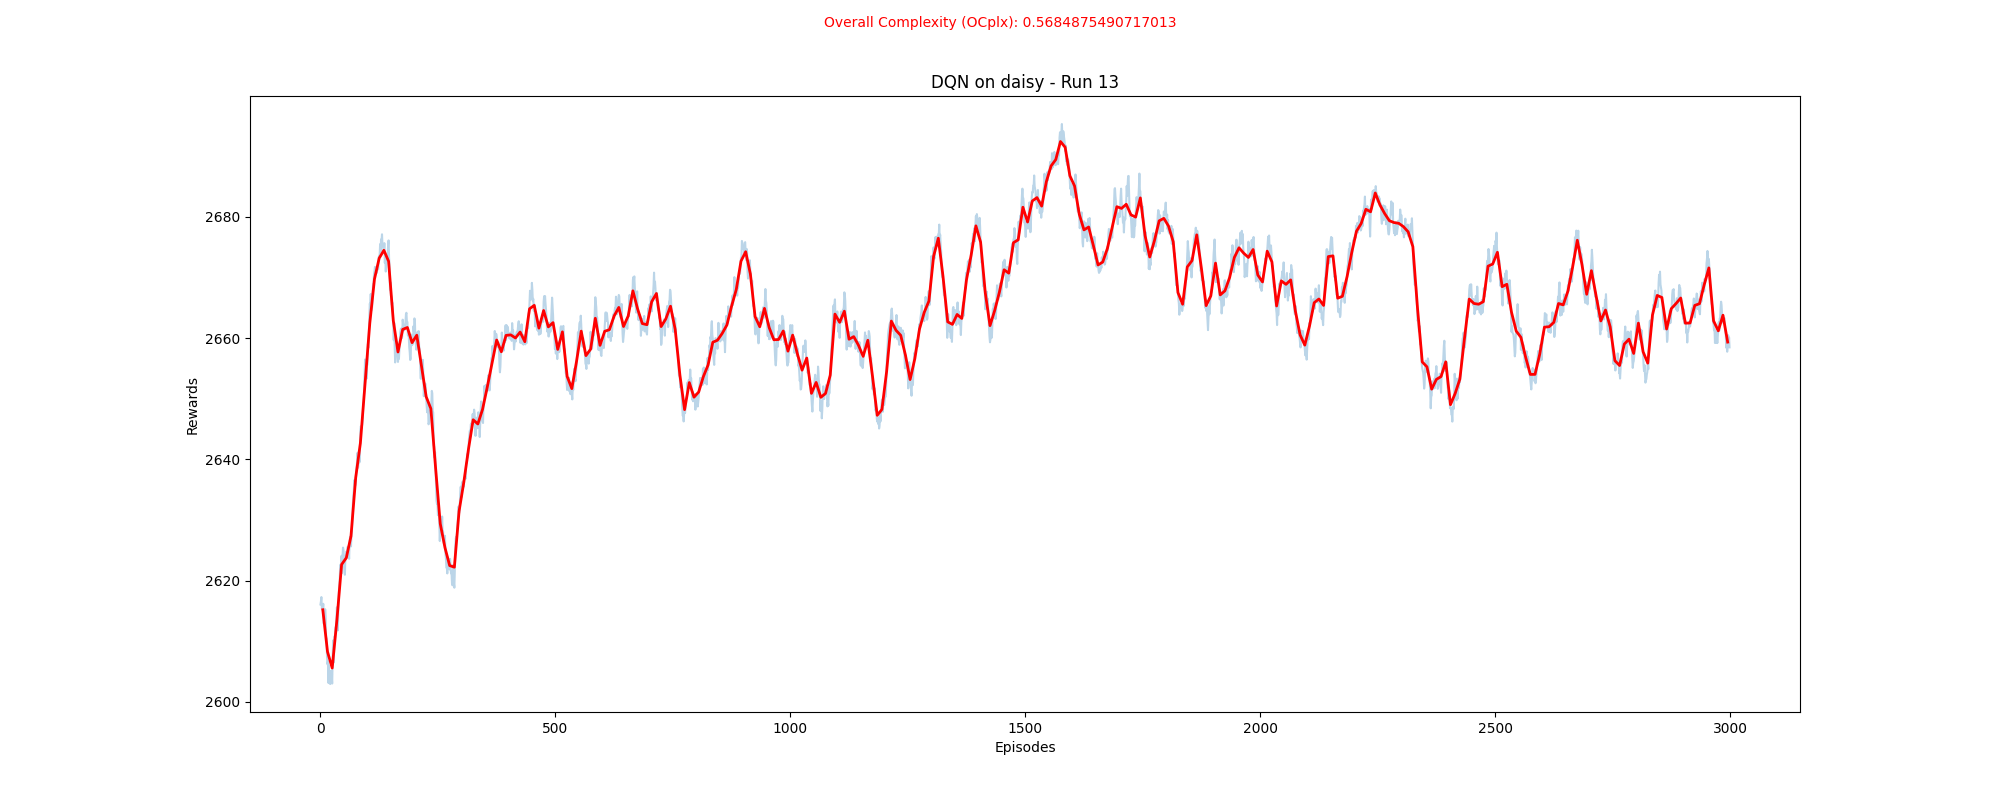 Overall Complexity (OCplx): 0.5684875490717013
DQN on daisy - Run 13
Rewards
2680
2660
2640
2620
2600
0 500 1000 1500 2000 2500 3000
Episodes